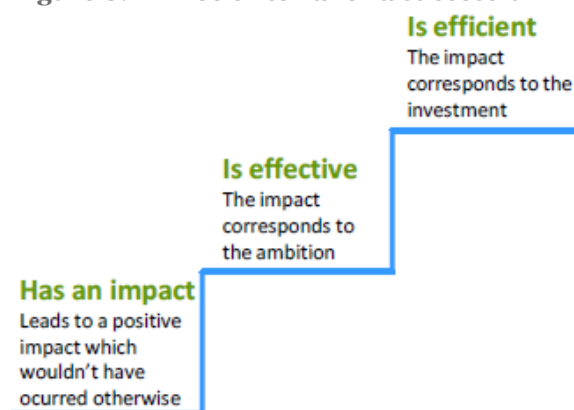 Is efficient
The impact
corresponds to the
investment
Is effective
The impact
corresponds to
the ambition
Has an impact
Leads to a positive
impact which
wouldn't have
ocurred otherwise